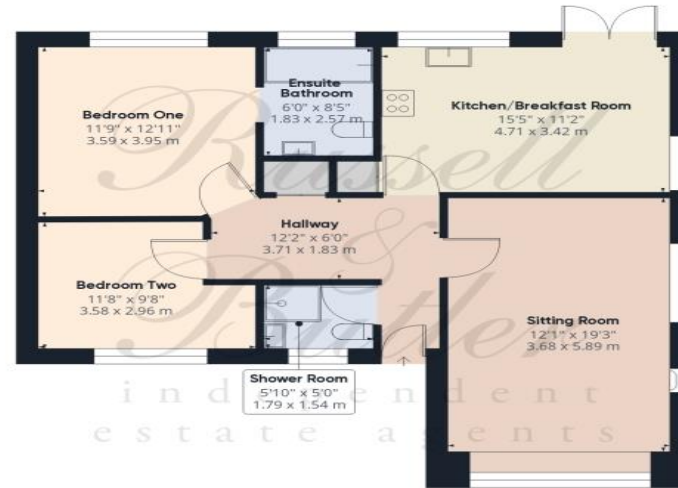 Bedroom One
11'9" x 12'11"
3.59 x 3.95 m
Ensuite
Bathroom
6'0" x 8'5"
1.83 x 2.57 m
Kitchen/Breakfast Room
15'5" x 11'2"
4.71 x 3.42 m
Hallway
12'2" x 6'0"
3.71 x 1.83 m
Bedroom Two
11'8" x 9'8"
3.58 x 2.96 m
Sitting Room
12'1" x 19'3"
3.68 x 5.89 m
Shower Room
5'10" x 5'0"
1.79 x 1.54 m
Russell
&
Butler
independent
estate agents